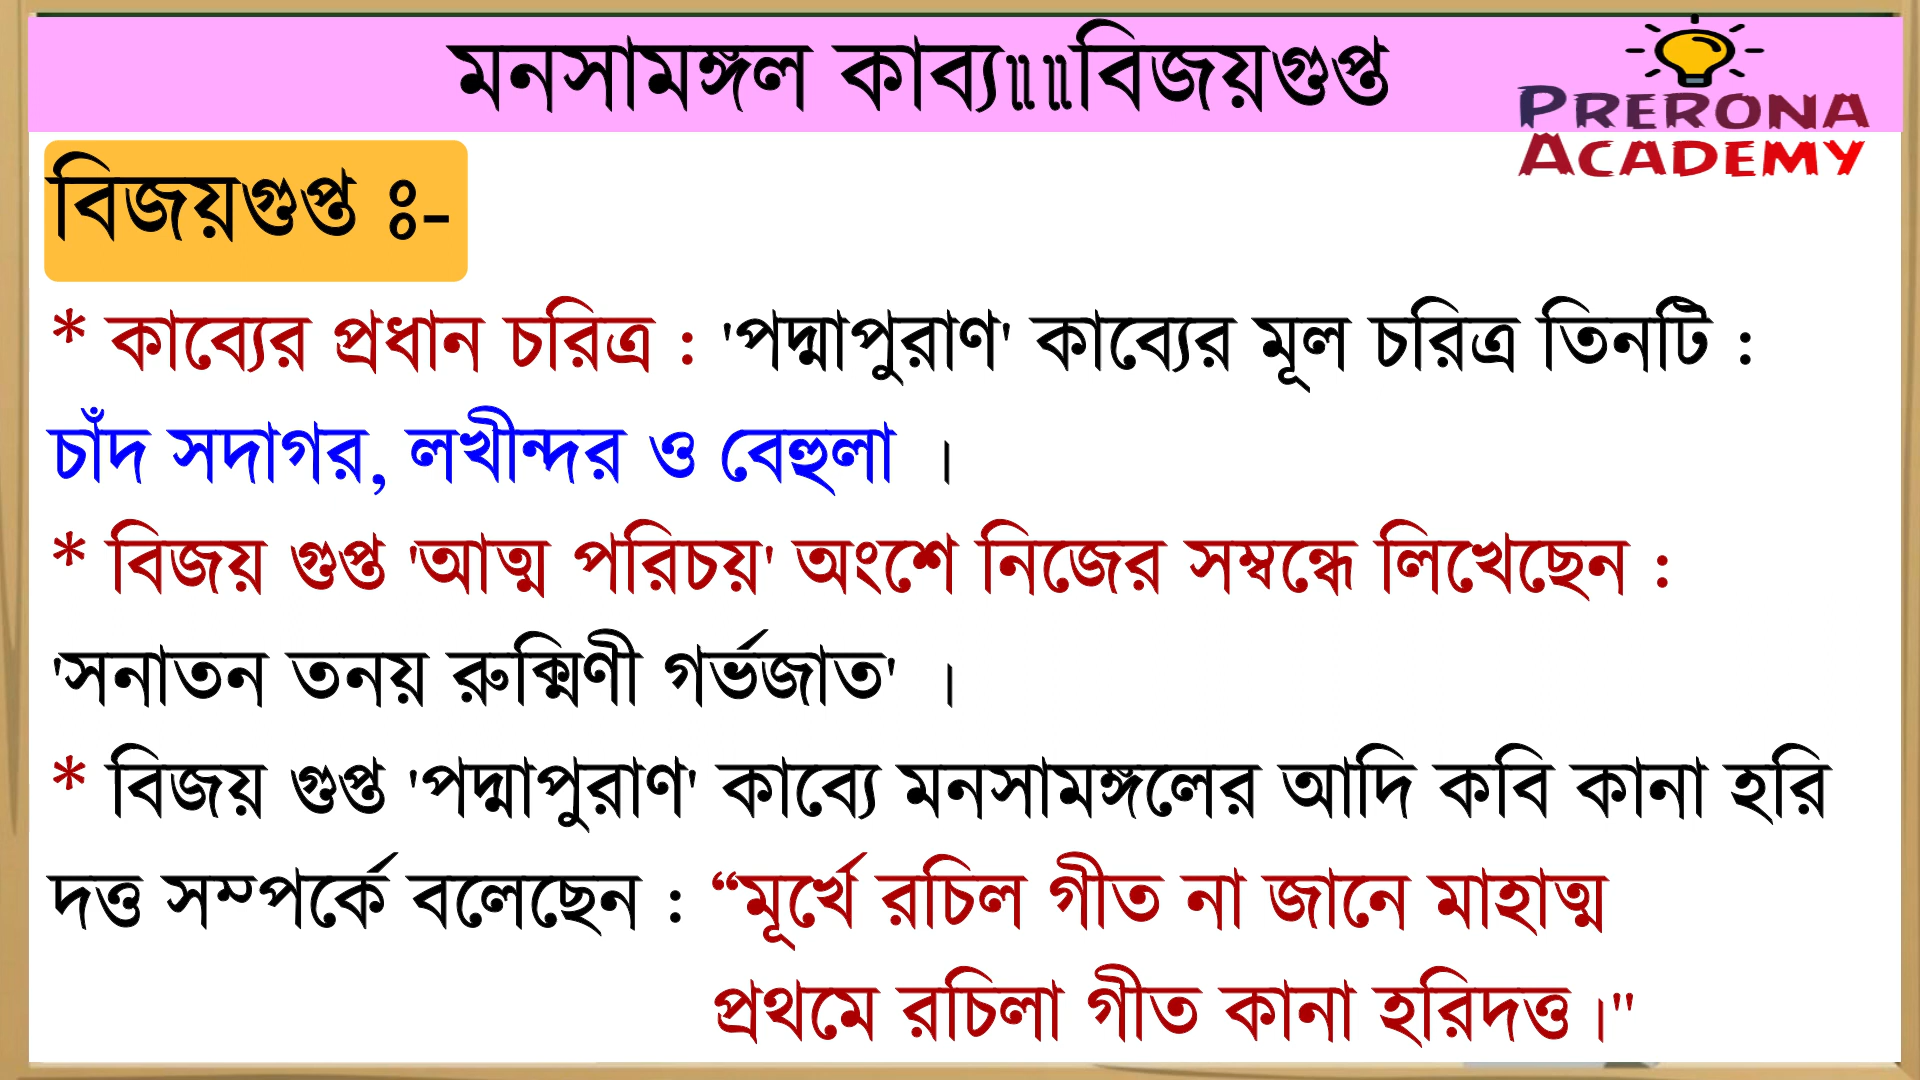 মনসামঙ্গল কাব্য৷৷৷৷বিজয়গুপ্ত
PRERONA
ACADEMY
বিজয়গুপ্ত ঃ-
* কাব্যের প্রধান চরিত্র : 'পদ্মাপুরাণ' কাব্যের মূল চরিত্র তিনটি :
চাঁদ সদাগর, লখীন্দর ও বেহুলা ।
* বিজয় গুপ্ত 'আত্ম পরিচয়' অংশে নিজের সম্বন্ধে লিখেছেন :
'সনাতন তনয় রুক্মিণী গর্ভজাত' ।
* বিজয় গুপ্ত 'পদ্মাপুরাণ' কাব্যে মনসামঙ্গলের আদি কবি কানা হরি
দত্ত সম্পর্কে বলেছেন : “মূর্খে রচিল গীত না জানে মাহাত্ম
প্রথমে রচিলা গীত কানা হরিদত্ত।"